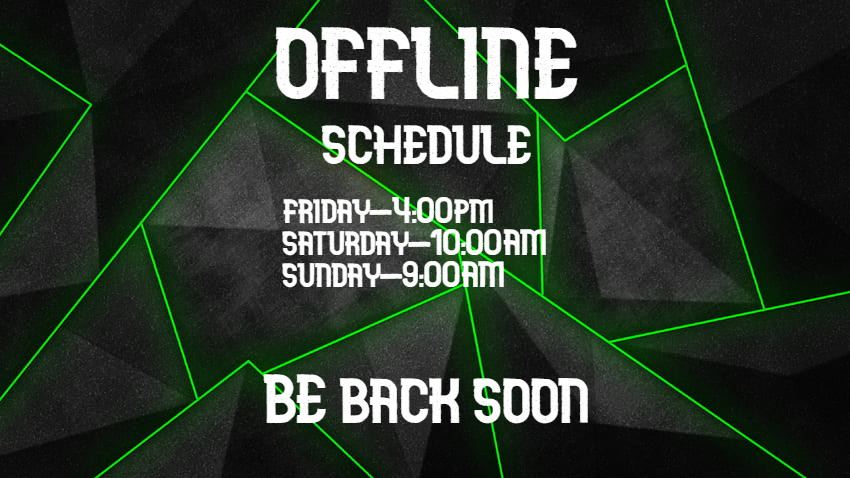 OFFLINE
SCHEDULE
FRIDAY—4:00PM
SATURDAY—10:00AM
SUNDAY—9:00AM
BE BACK SOON